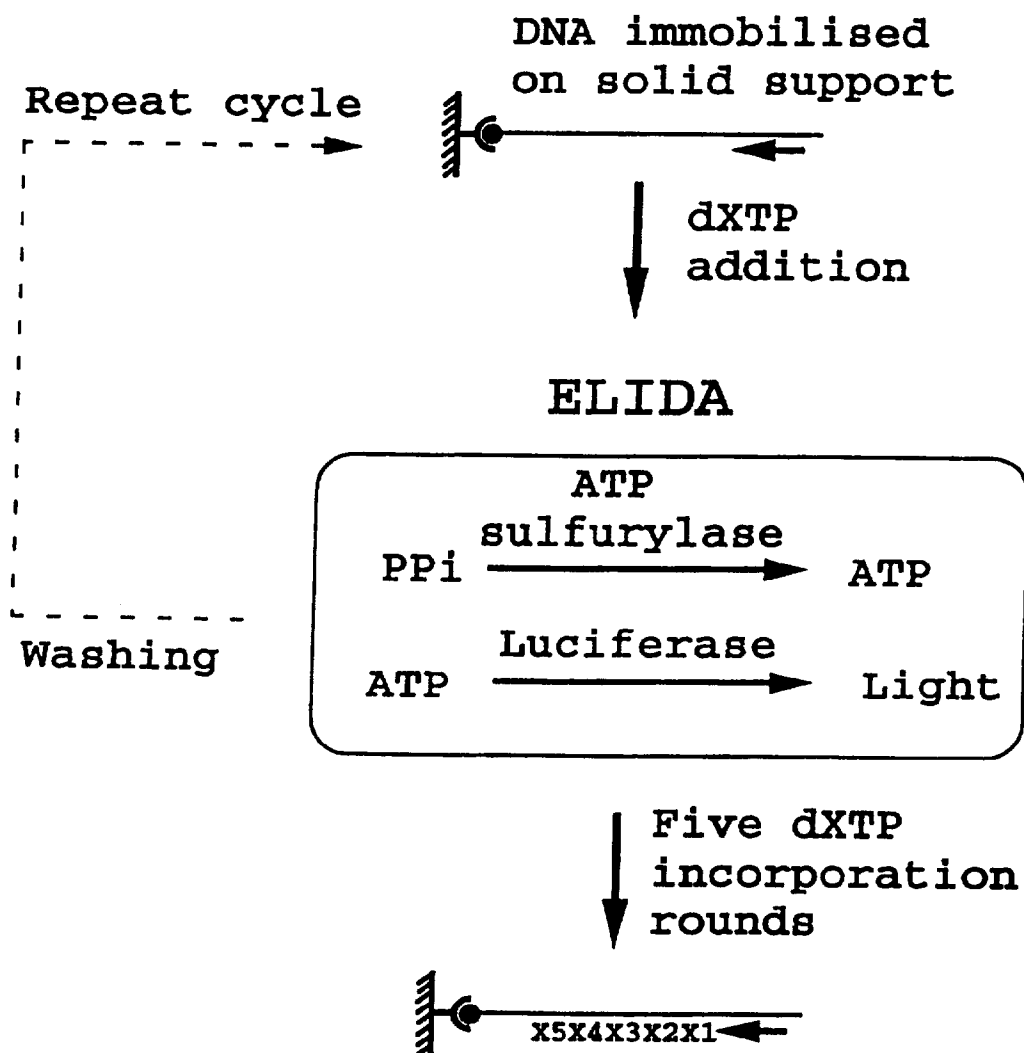 DNA immobilised
on solid support
Repeat cycle
dXTP
addition
ELIDA
ATP
sulfurylase
PPi
ATP
Washing
Luciferase
ATP
Light
Five dXTP
incorporation
rounds
X5X4X3X2X1